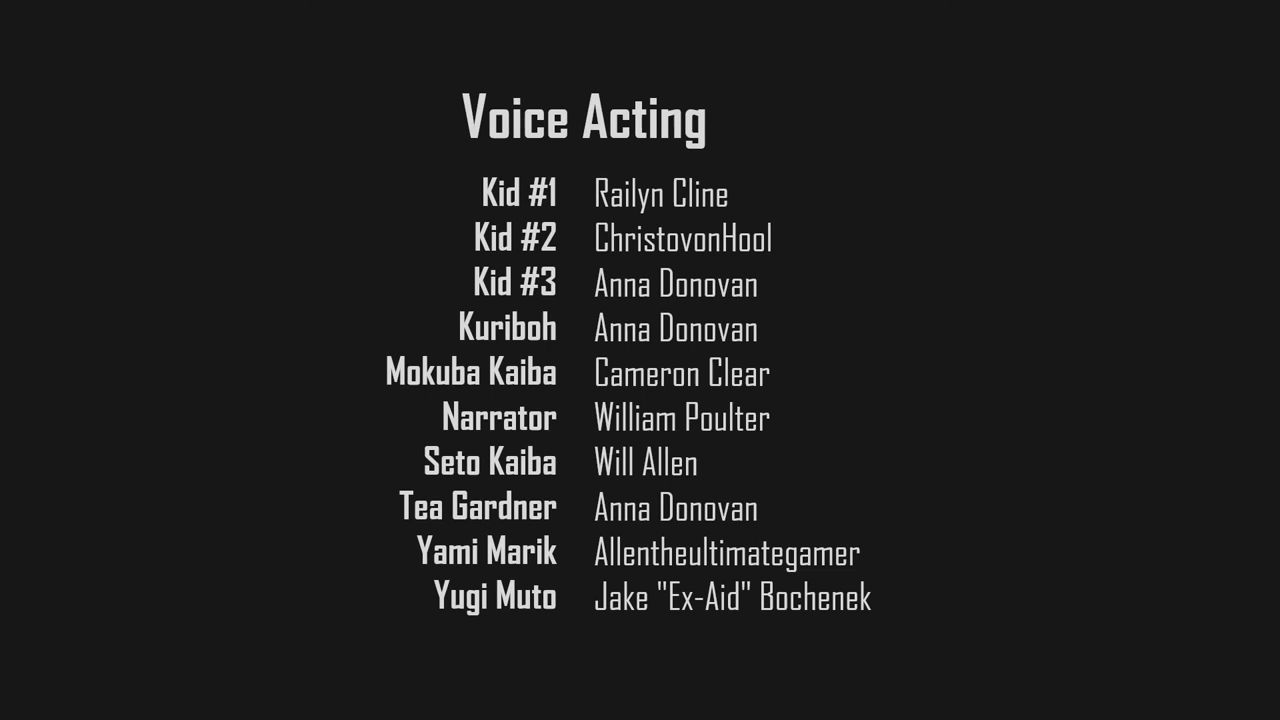 Voice Acting
Kid #1 Railyn Cline
Kid #2 ChristovonHool
Kid #3 Anna Donovan
Kuriboh Anna Donovan
Mokuba Kaiba Cameron Clear
Narrator William Poulter
Seto Kaiba Will Allen
Tea Gardner Anna Donovan
Yami Marik Allentheultimategamer
Yugi Muto Jake "Ex-Aid" Bochenek